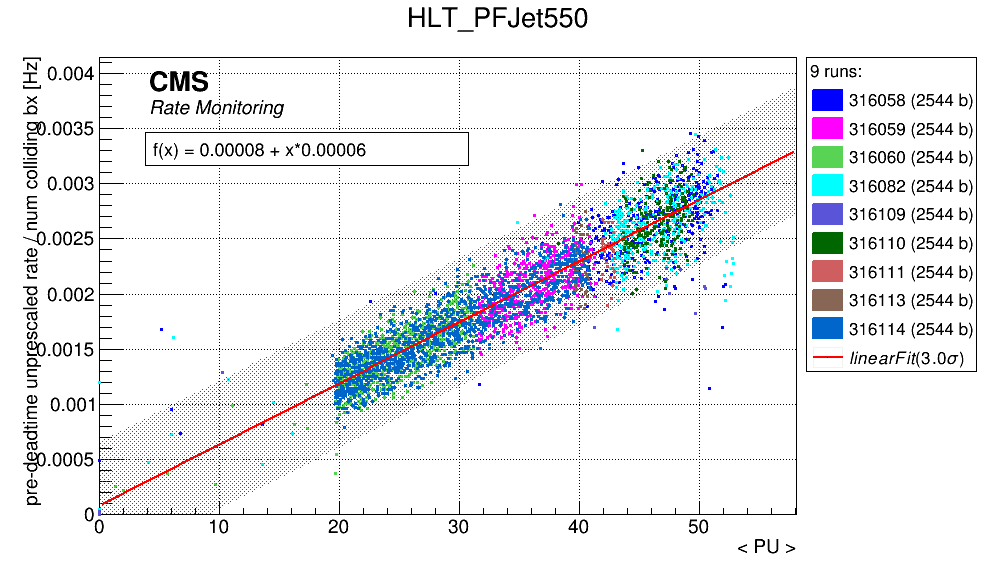 HLT_PFJet550
pre-deadtime unprescaled rate / num colliding bx [Hz]
0.004
0.0035
0.003
0.0025
0.002
0.0015
0.001
0.0005
0
CMS
Rate Monitoring
f(x) = 0.00008 + x*0.00006
0 10 20 30 40 50
< PU >
9 runs:
316058 (2544 b)
316059 (2544 b)
316060 (2544 b)
316082 (2544 b)
316109 (2544 b)
316110 (2544 b)
316111 (2544 b)
316113 (2544 b)
316114 (2544 b)
linearFit(3.0σ)